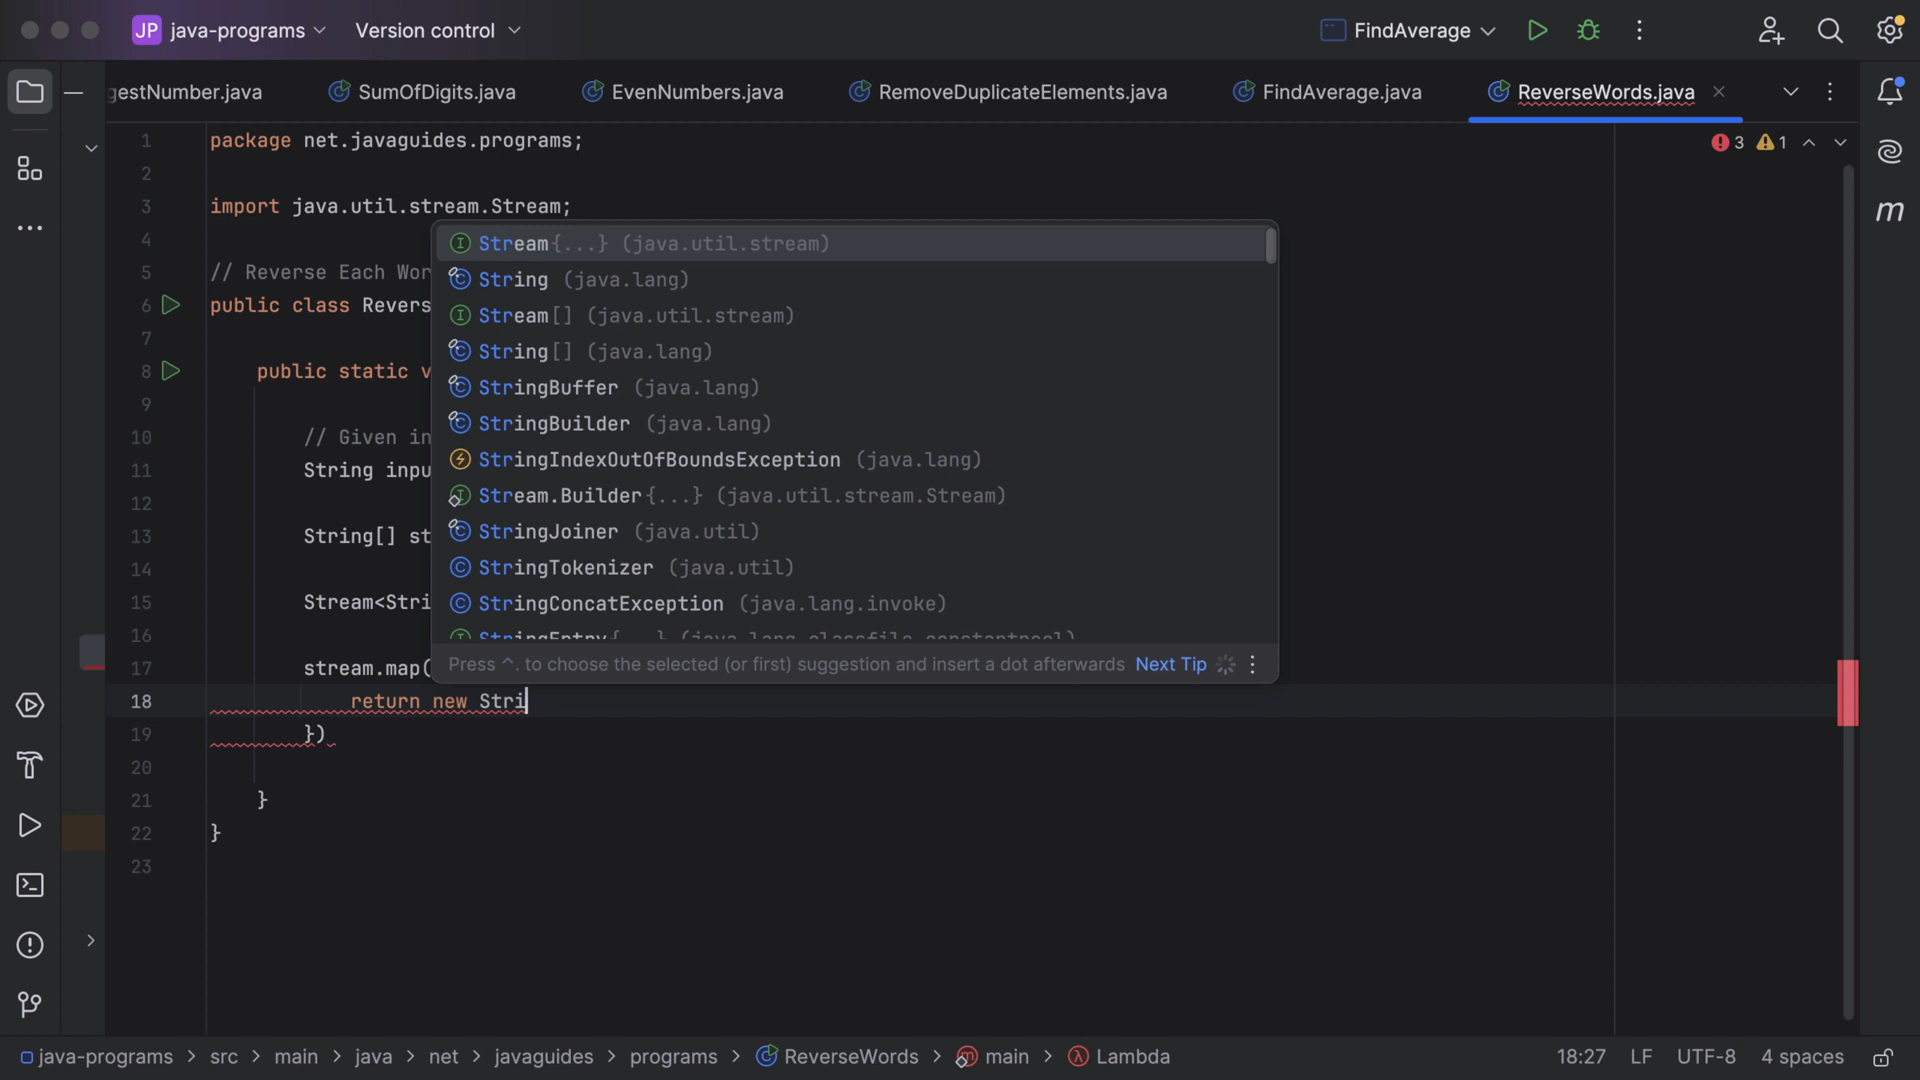 JP java-programs Version control FindAverage
gestNumber.java SumOfDigits.java EvenNumbers.java RemoveDuplicateElements.java FindAverage.java ReverseWords.java
1 package net.javaguides.programs; 3 1
2
3 import java.util.stream.Stream;
4
5 // Reverse Each Wor
6 public class Revers
7
8 public static v
9
10 // Given in
11 String inpu
12
13 String[] st
14
15 Stream<Stri
16
17 stream.map(
18 return new Stri
19 })
20
21 }
22 }
23
Stream{...} (java.util.stream)
String (java.lang)
Stream[] (java.util.stream)
String[] (java.lang)
StringBuffer (java.lang)
StringBuilder (java.lang)
StringIndexOutOfBoundsException (java.lang)
Stream.Builder{...} (java.util.stream.Stream)
StringJoiner (java.util)
StringTokenizer (java.util)
StringConcatException (java.lang.invoke)
StringEntry{...} (java.lang.classfile.constantpool)
Press ^. to choose the selected (or first) suggestion and insert a dot afterwards Next Tip
m
java-programs > src > main > java > net > javaguides > programs > ReverseWords > main > Lambda 18:27 LF UTF-8 4 spaces